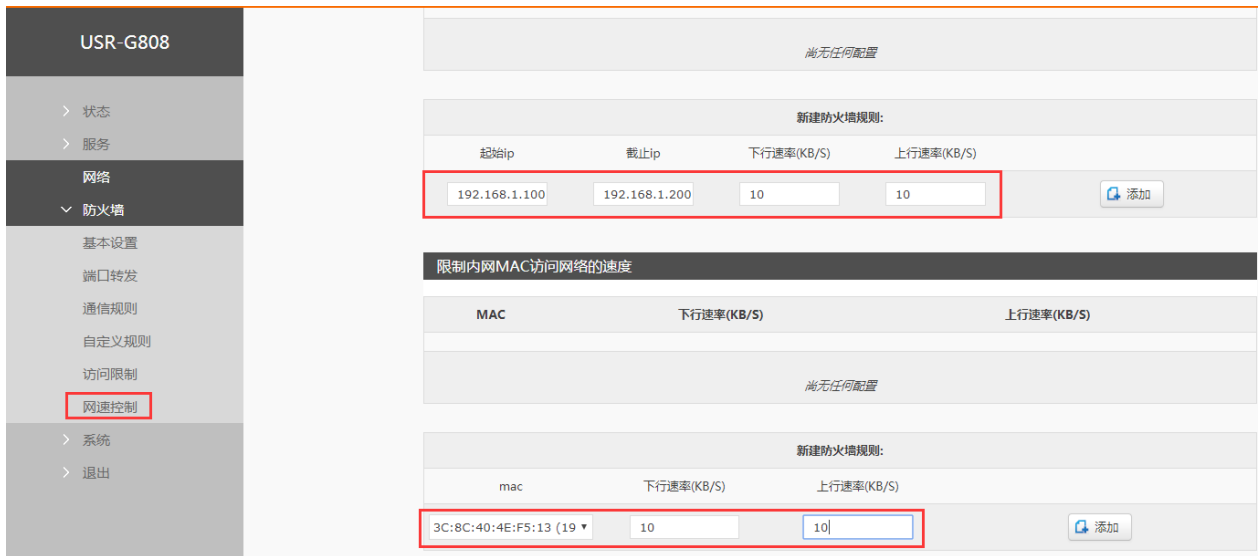 USR-G808
状态
服务
网络
防火墙
基本设置
端口转发
通信规则
自定义规则
访问限制
网速控制
系统
退出
尚无任何配置
新建防火墙规则:
起始ip 截止ip 下行速率(KB/S) 上行速率(KB/S)
192.168.1.100 192.168.1.200 10 10 添加
限制内网MAC访问网络的速度
MAC 下行速率(KB/S) 上行速率(KB/S)
尚无任何配置
新建防火墙规则:
mac 下行速率(KB/S) 上行速率(KB/S)
3C:8C:40:4E:F5:13 (19 10 10 添加